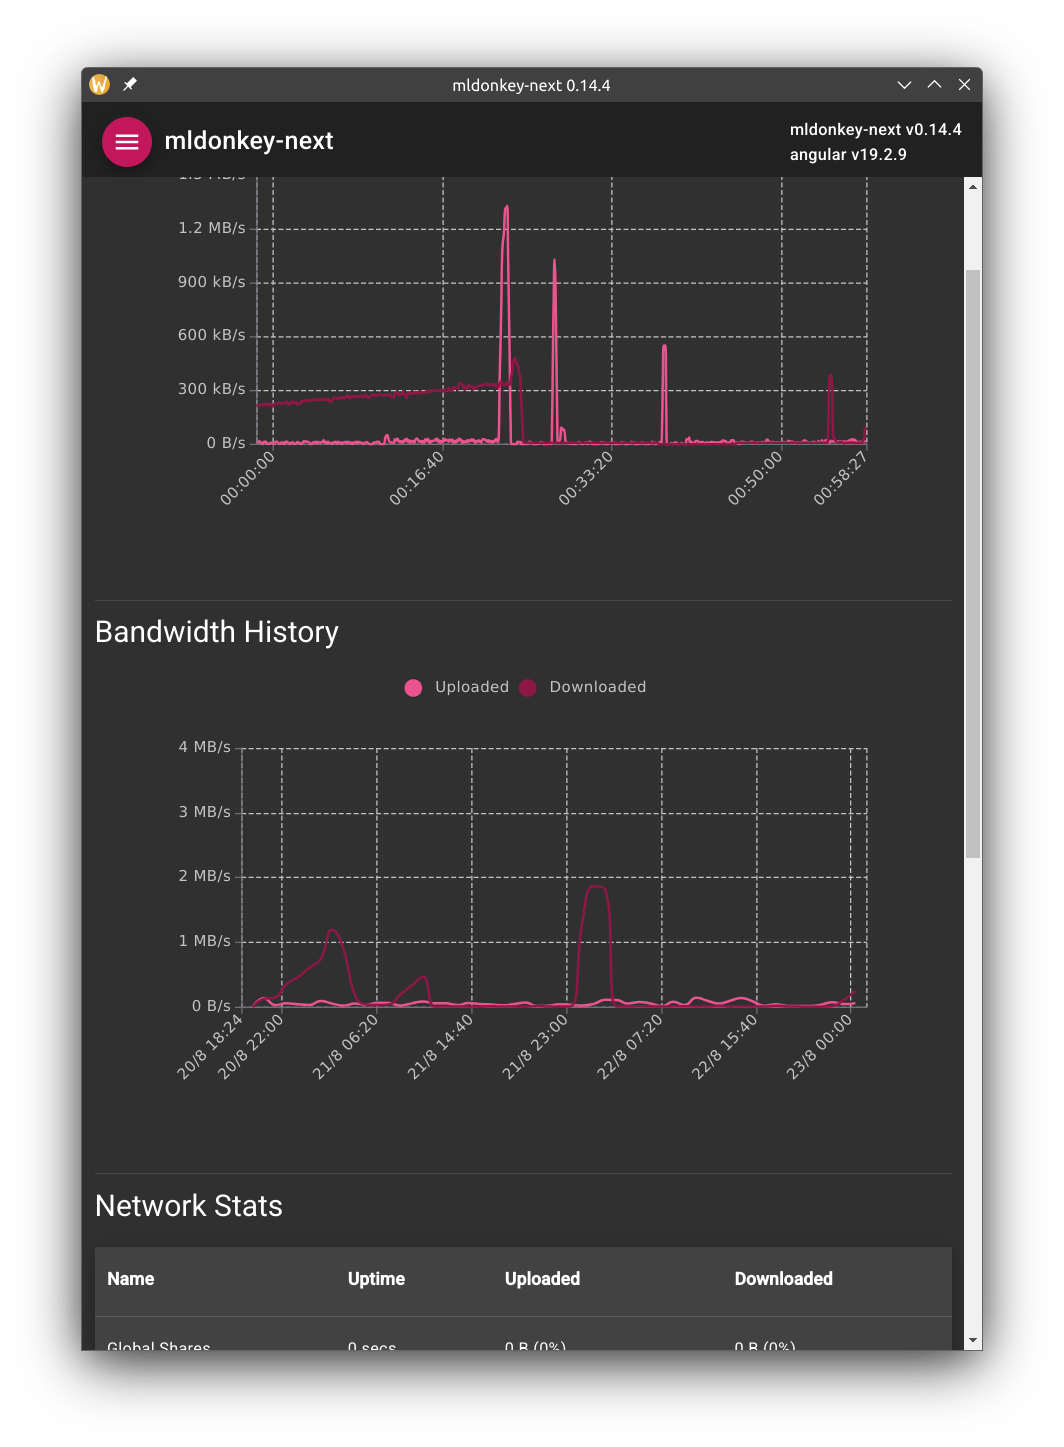 mldonkey-next 0.14.4
mldonkey-next
mldonkey-next v0.14.4
angular v19.2.9
1.2 MB/s
900 kB/s
600 kB/s
300 kB/s
0 B/s
00:00:00
00:16:40
00:33:20
00:50:00
00:58:27
Bandwidth History
Uploaded Downloaded
4 MB/s
3 MB/s
2 MB/s
1 MB/s
0 B/s
20/8 18:24
20/8 22:00
21/8 06:20
21/8 14:40
21/8 23:00
22/8 07:20
22/8 15:40
23/8 00:00
Network Stats
Name Uptime Uploaded Downloaded
Global Shares 0 secs 0 B (0%) 0 B (0%)